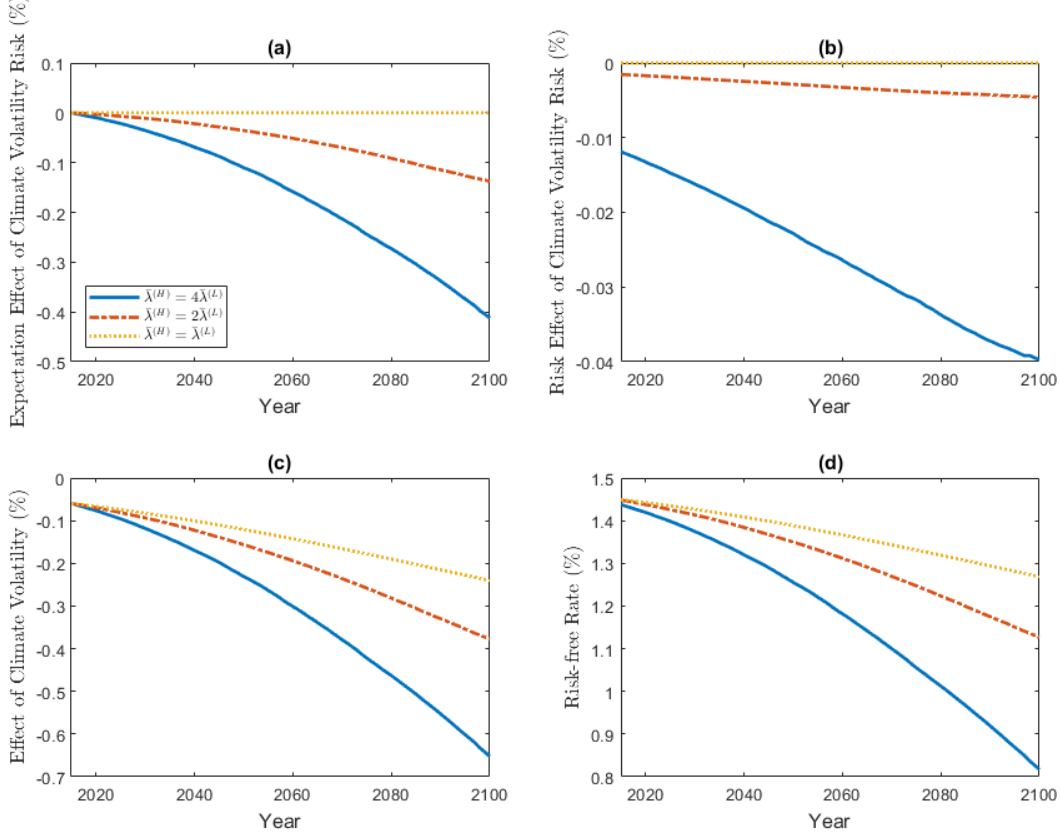 (a)
Expectation Effect of Climate Volatility Risk (%)
0.1
0
-0.1
-0.2
-0.3
-0.4
-0.5
λ̄^(H) = 4λ̄^(L)
λ̄^(H) = 2λ̄^(L)
λ̄^(H) = λ̄^(L)
2020 2040 2060 2080 2100
Year
(b)
Risk Effect of Climate Volatility Risk (%)
0
-0.01
-0.02
-0.03
-0.04
2020 2040 2060 2080 2100
Year
(c)
Effect of Climate Volatility (%)
0
-0.1
-0.2
-0.3
-0.4
-0.5
-0.6
-0.7
2020 2040 2060 2080 2100
Year
(d)
Risk-free Rate (%)
1.5
1.4
1.3
1.2
1.1
1
0.9
0.8
2020 2040 2060 2080 2100
Year